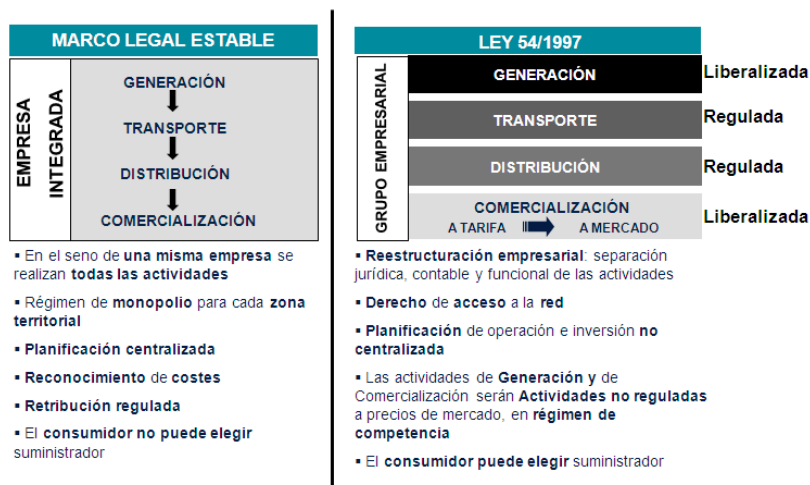 MARCO LEGAL ESTABLE
EMPRESA
INTEGRADA
GENERACIÓN
TRANSPORTE
DISTRIBUCIÓN
COMERCIALIZACIÓN
▪ En el seno de una misma empresa se
realizan todas las actividades
▪ Régimen de monopolio para cada zona
territorial
▪ Planificación centralizada
▪ Reconocimiento de costes
▪ Retribución regulada
▪ El consumidor no puede elegir
suministrador
LEY 54/1997
GRUPO EMPRESARIAL
GENERACIÓN
Liberalizada
TRANSPORTE
Regulada
DISTRIBUCIÓN
Regulada
COMERCIALIZACIÓN
A TARIFA A MERCADO
Liberalizada
▪ Reestructuración empresarial: separación
jurídica, contable y funcional de las actividades
▪ Derecho de acceso a la red
▪ Planificación de operación e inversión no
centralizada
▪ Las actividades de Generación y de
Comercialización serán Actividades no reguladas
a precios de mercado, en régimen de
competencia
▪ El consumidor puede elegir suministrador